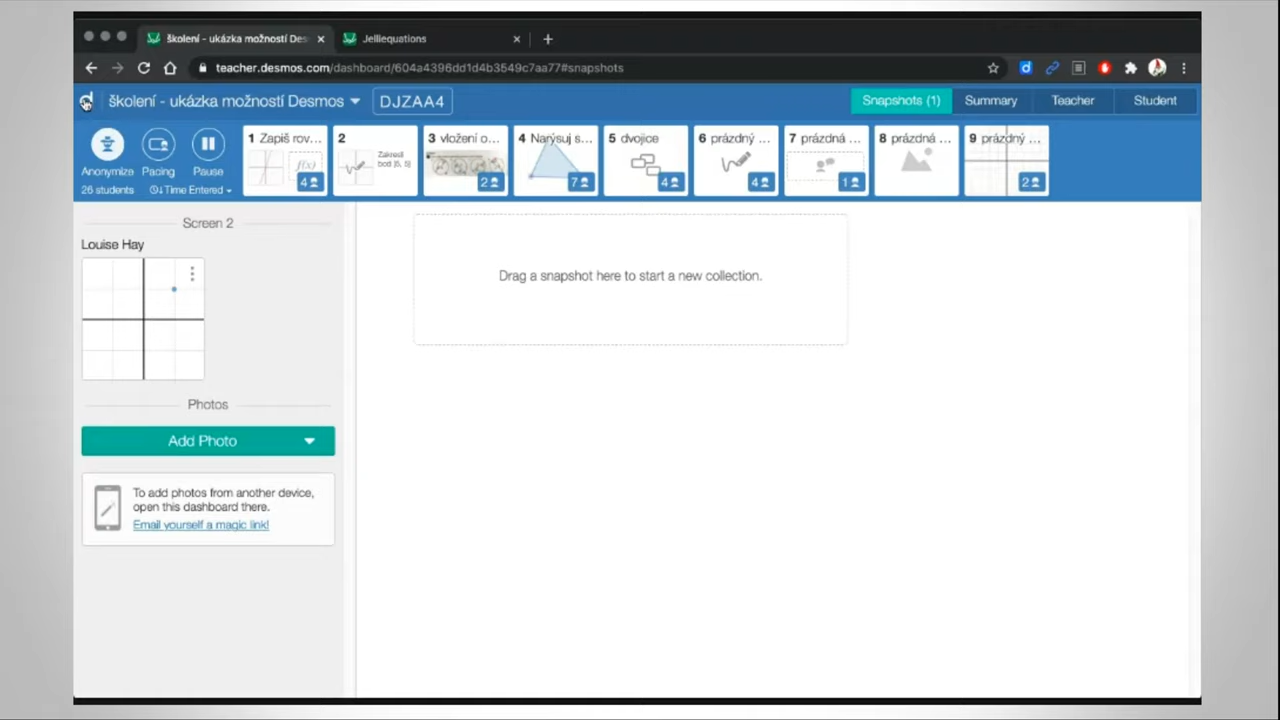 školení - ukázka možností Des
Jelliequations
teacher.desmos.com/dashboard/604a4396dd1d4b3549c7aa77#snapshots
školení - ukázka možností Desmos
DJZAA4
Snapshots (1)
Summary
Teacher
Student
Anonymize
Pacing
Pause
26 students
Time Entered
1 Zapiš rov...
f(x)
4
2
Zakresli
bod [5, 5]
3 vložení o...
2
4 Narýsuj s...
7
5 dvojice
4
6 prázdný ...
4
7 prázdná ...
1
8 prázdná ...
9 prázdný ...
2
Screen 2
Louise Hay
Drag a snapshot here to start a new collection.
Photos
Add Photo
To add photos from another device,
open this dashboard there.
Email yourself a magic link!